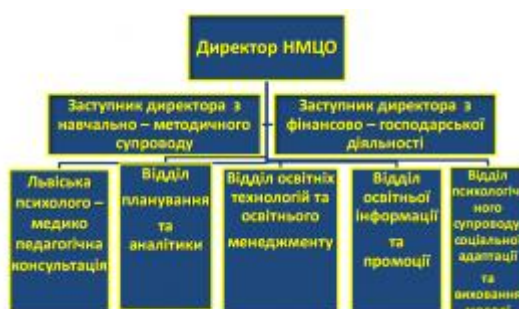 Директор НМЦО
Заступник директора з
навчально – методичного
супроводу
Заступник директора з
фінансово – господарської
діяльності
Львіська
психолого –
медико
педагогічна
консультація
Відділ
планування
та
аналітики
Відділ освітніх
технологій та
освітнього
менеджменту
Відділ
освітньої
інформації
та
промоції
Відділ
психологіч
ного
супроводу
соціальної
адаптації
та
виховання